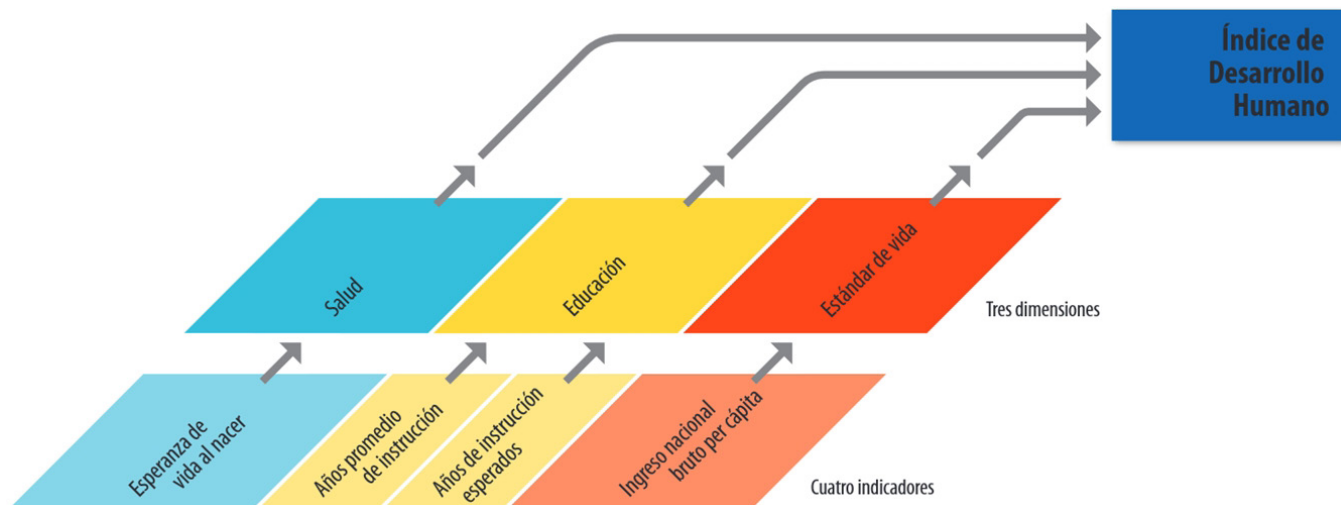 Índice de
Desarrollo
Humano
Salud
Educación
Estándar de vida
Tres dimensiones
Esperanza de
vida al nacer
Años promedio
de instrucción
Años de instrucción
esperados
Ingreso nacional
bruto per cápita
Cuatro indicadores